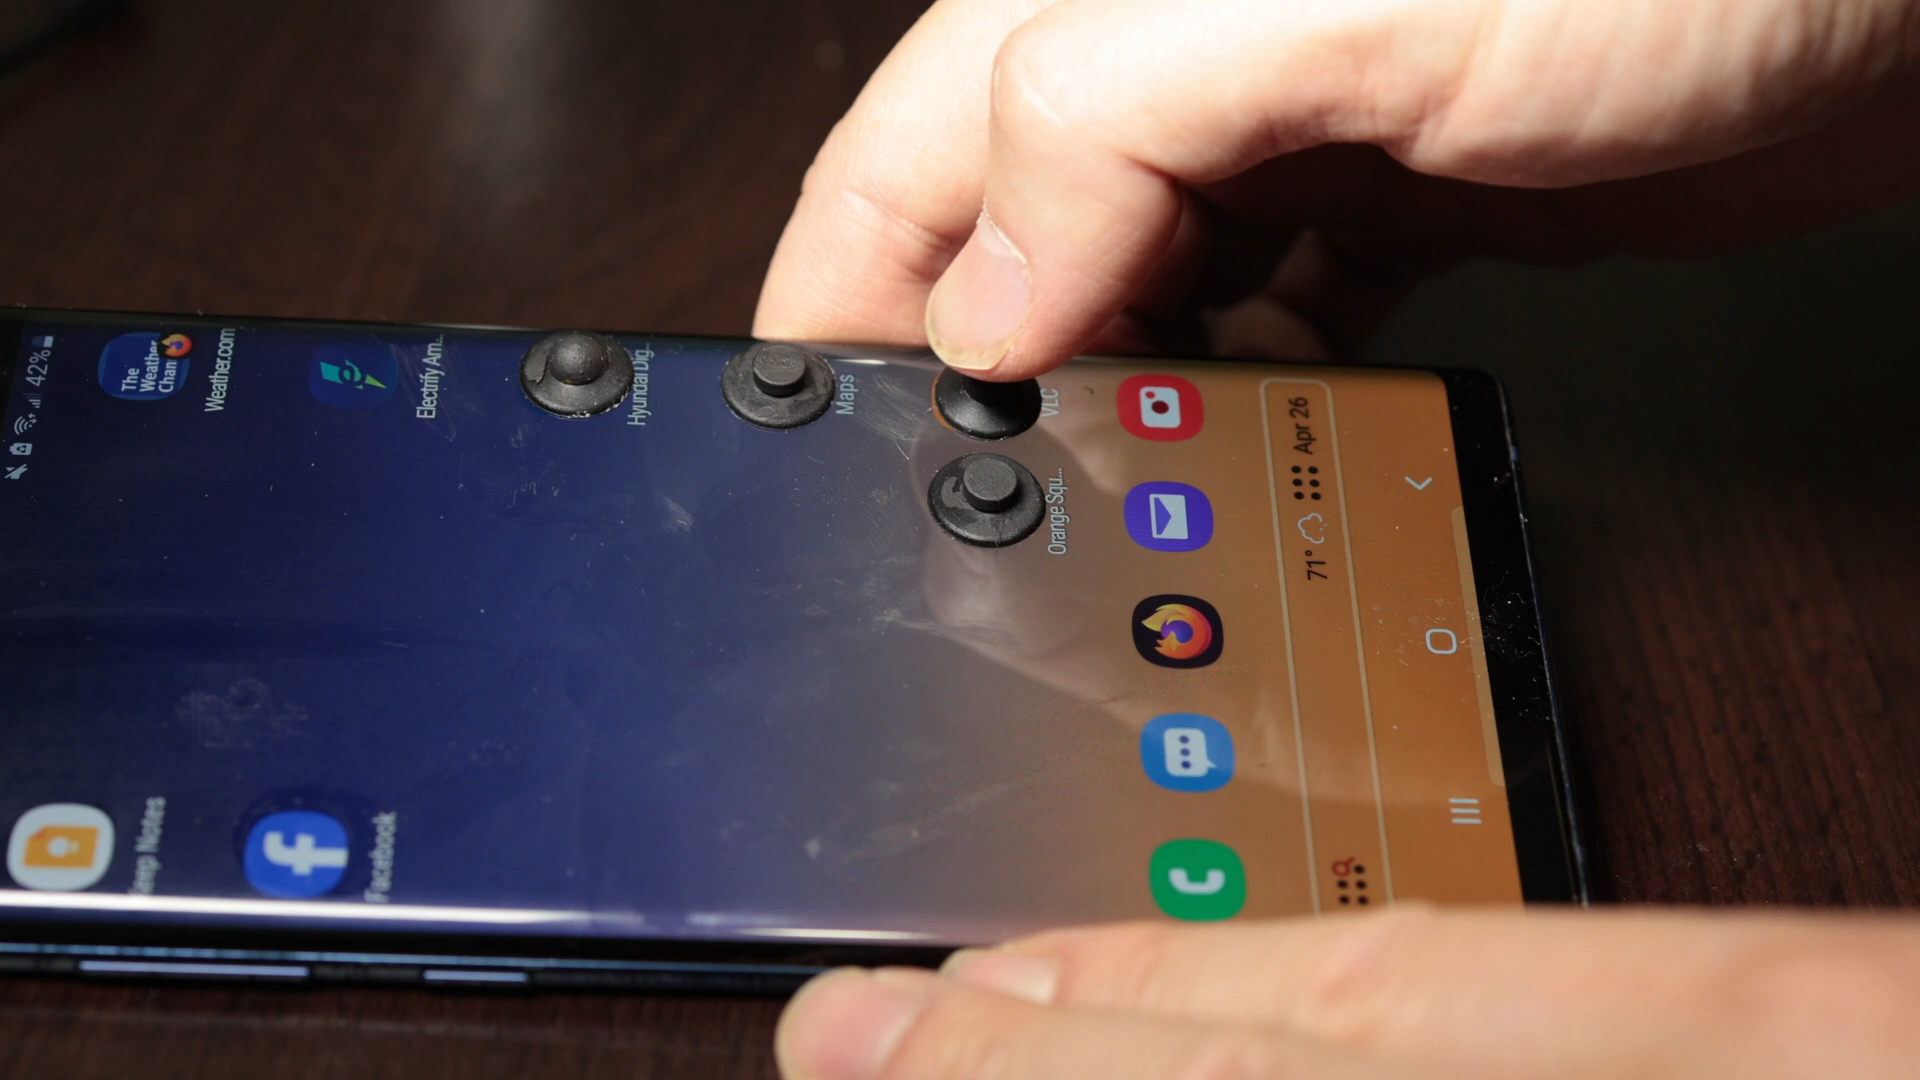 42%
The
Weather
Chan
Weather.com
Electrify Am...
Hyundai Dig...
Maps
VLC
Orange Squ...
Keep Notes
Facebook
71°
Apr 26